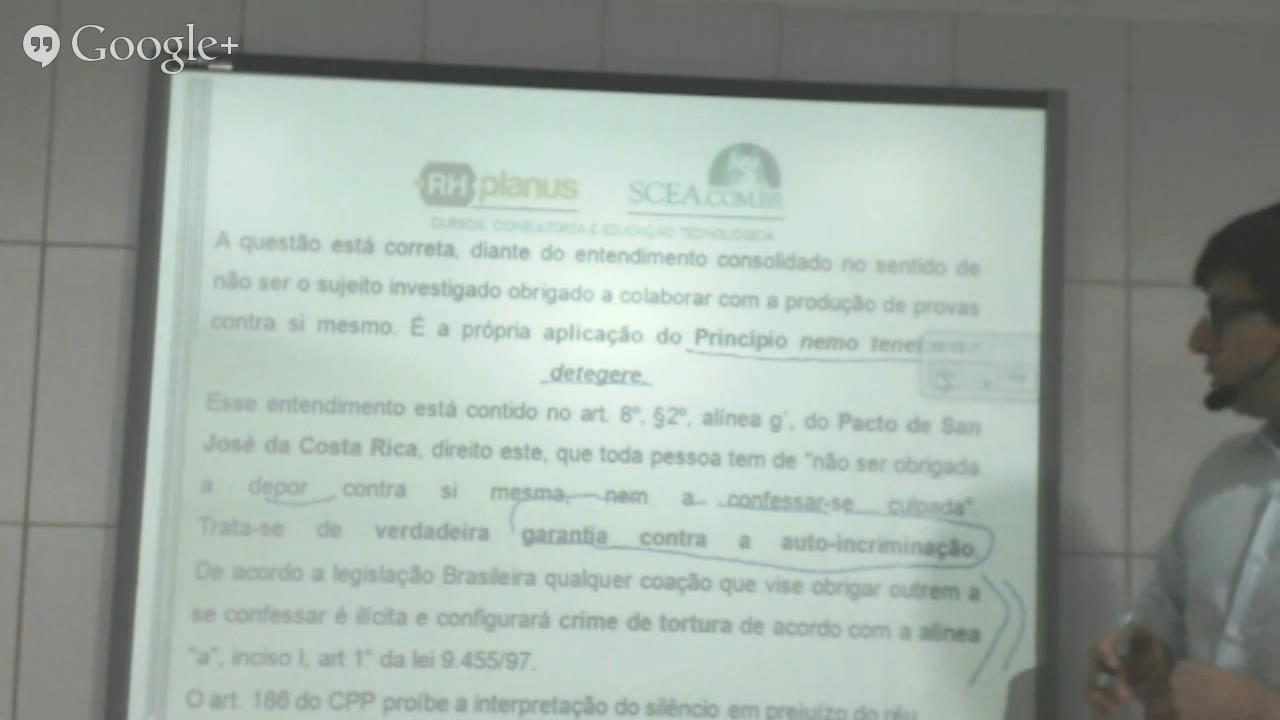 Google+
RH planus
SCEA.COM.BR
CURSOS, CONSULTORIA E EDUCAÇÃO TECNOLÓGICA
A questão está correta, diante do entendimento consolidado no sentido de
não ser o sujeito investigado obrigado a colaborar com a produção de provas
contra si mesmo. É a própria aplicação do Princípio nemo
detegere.
Esse entendimento está contido no art. 8º, §2º, alínea g', do Pacto de San
José da Costa Rica, direito este, que toda pessoa tem de "não ser obrigada
a depor contra si mesma, nem a confessar-se culpada".
Trata-se de verdadeira garantia contra a auto-incriminação.
De acordo a legislação Brasileira qualquer coação que vise obrigar outrem a
se confessar é ilícita e configurará crime de tortura de acordo com a alínea
"a", inciso I, art 1° da lei 9.455/97.
O art. 186 do CPP proíbe a interpretação do silêncio em prejuízo do réu